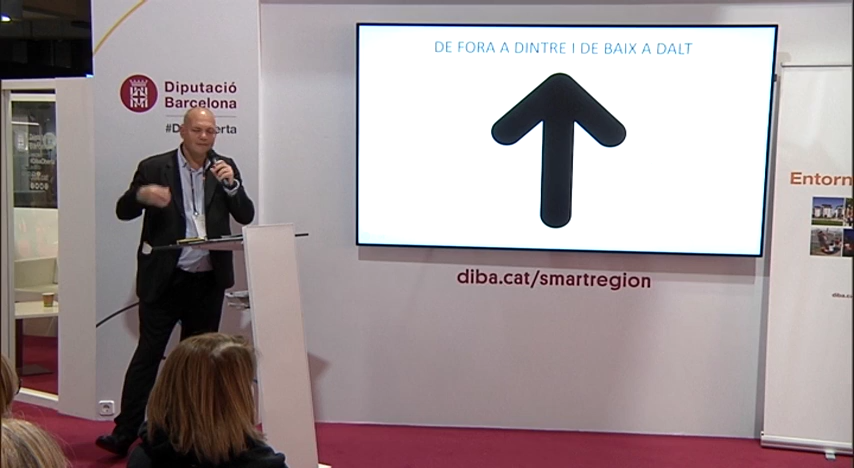 DE FORA A DINTRE I DE BAIX A DALT
Diputació
Barcelona
diba.cat/smartregion
Entorn